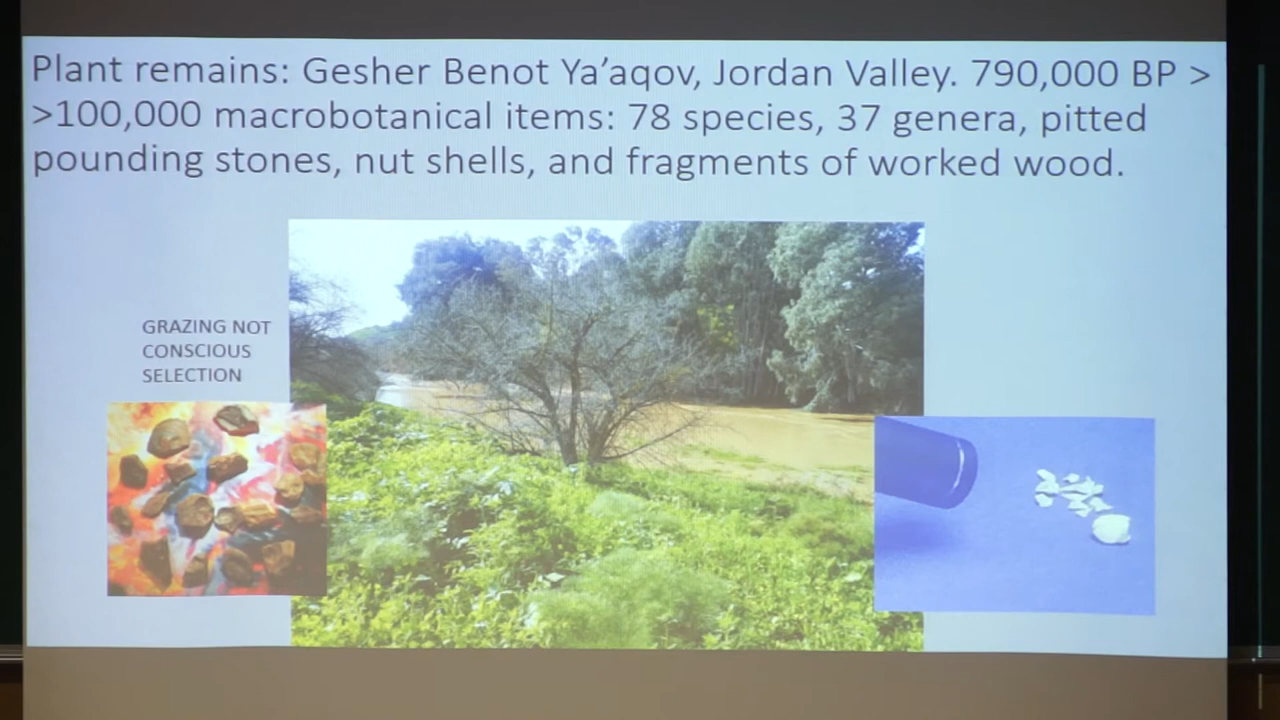 Plant remains: Gesher Benot Ya’aqov, Jordan Valley. 790,000 BP >
>100,000 macrobotanical items: 78 species, 37 genera, pitted
pounding stones, nut shells, and fragments of worked wood.
GRAZING NOT
CONSCIOUS
SELECTION